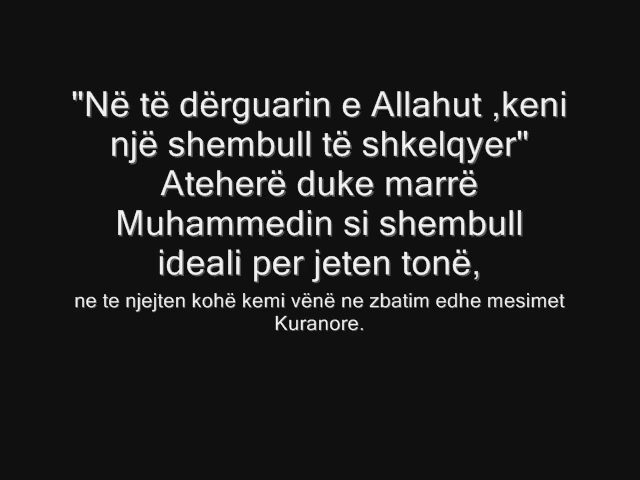 "Në të dërguarin e Allahut ,keni
një shembull të shkelqyer"
Ateherë duke marrë
Muhammedin si shembull
ideali per jeten tonë,
ne te njejten kohë kemi vënë ne zbatim edhe mesimet
Kuranore.